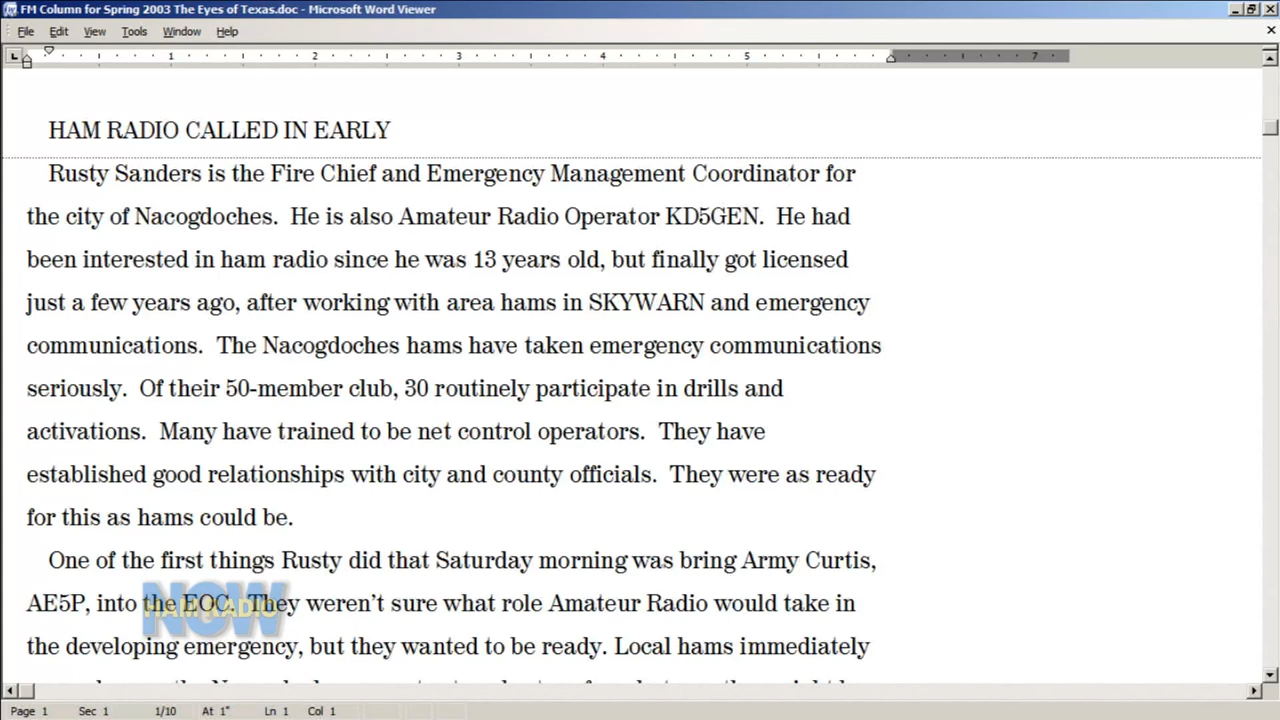 FM Column for Spring 2003 The Eyes of Texas.doc - Microsoft Word Viewer
File Edit View Tools Window Help
1 2 3 4 5 7
HAM RADIO CALLED IN EARLY
Rusty Sanders is the Fire Chief and Emergency Management Coordinator for
the city of Nacogdoches.  He is also Amateur Radio Operator KD5GEN.  He had
been interested in ham radio since he was 13 years old, but finally got licensed
just a few years ago, after working with area hams in SKYWARN and emergency
communications.  The Nacogdoches hams have taken emergency communications
seriously.  Of their 50-member club, 30 routinely participate in drills and
activations.  Many have trained to be net control operators.  They have
established good relationships with city and county officials.  They were as ready
for this as hams could be.
One of the first things Rusty did that Saturday morning was bring Army Curtis,
AE5P, into the EOC.  They weren't sure what role Amateur Radio would take in
the developing emergency, but they wanted to be ready. Local hams immediately
HAM RADIO
NOW
Page 1 Sec 1 1/10 At 1" Ln 1 Col 1